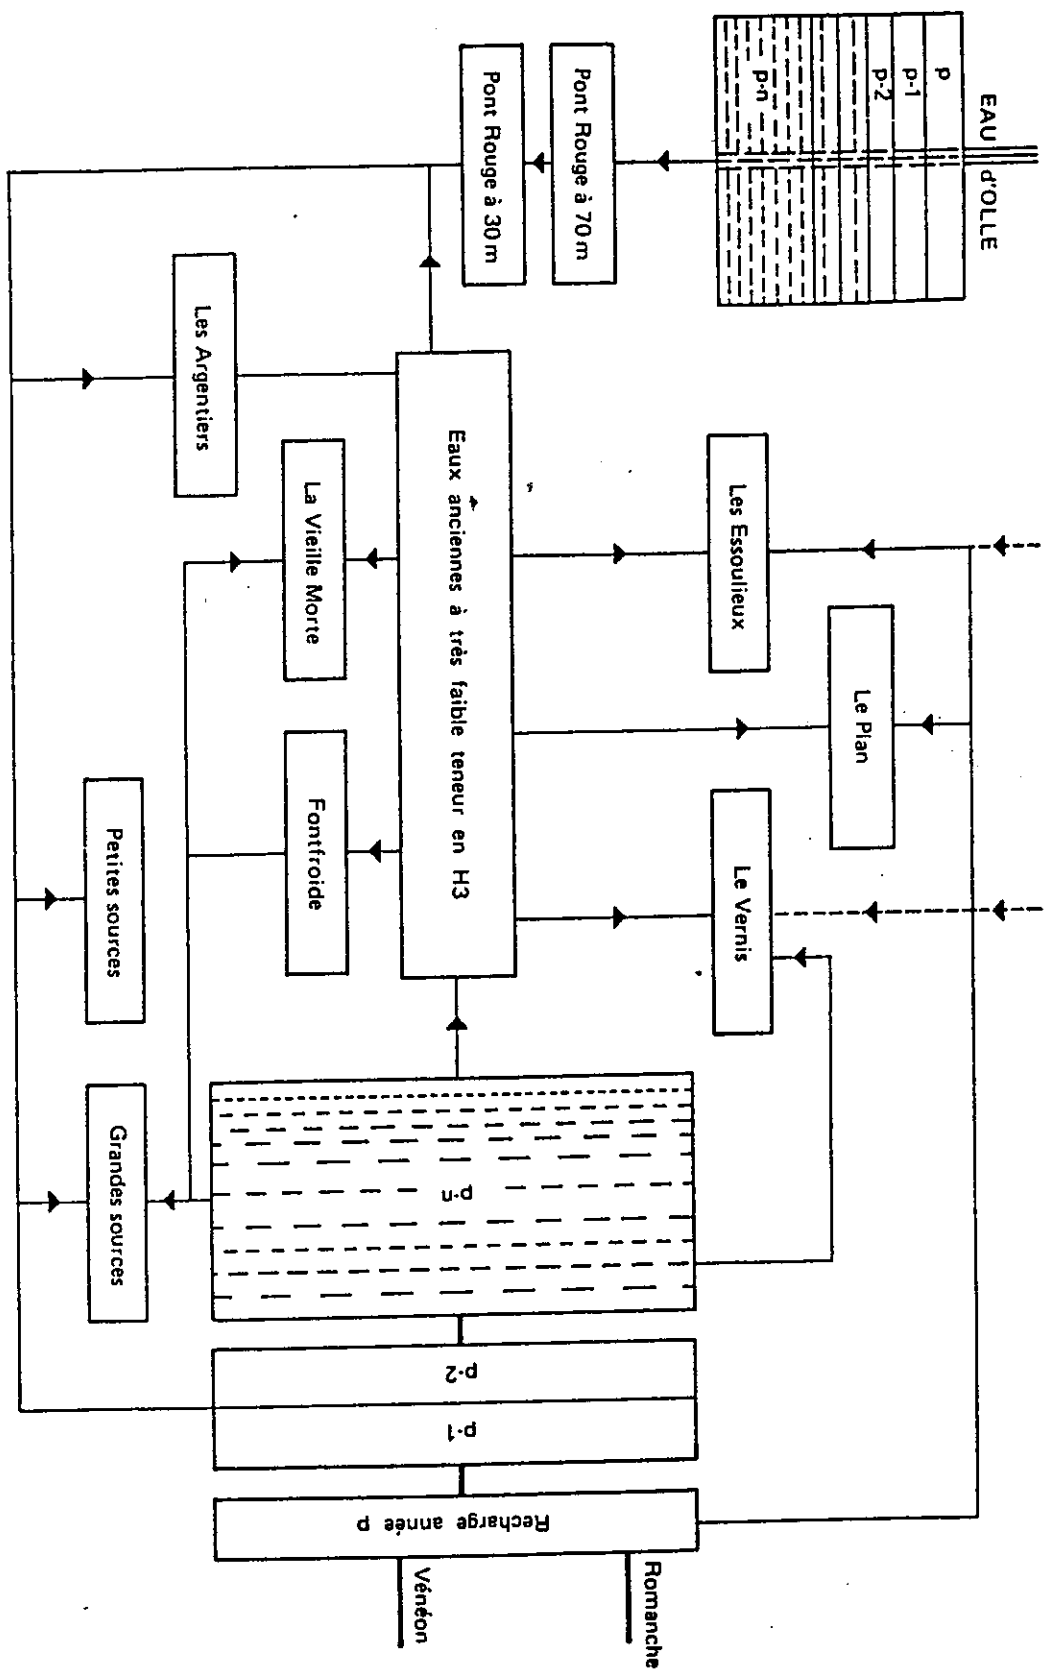 EAU d'OLLE
p
p-1
p-2
p-n
Pont Rouge à 70 m
Pont Rouge à 30 m
Les Argentiers
La Vieille Morte
Fontfroide
Petites sources
Grandes sources
Eaux anciennes à très faible teneur en H3
Les Essoulieux
Le Plan
Le Vernis
p-n
p-2
p-1
Recharge année p
Romanche
Vénéon